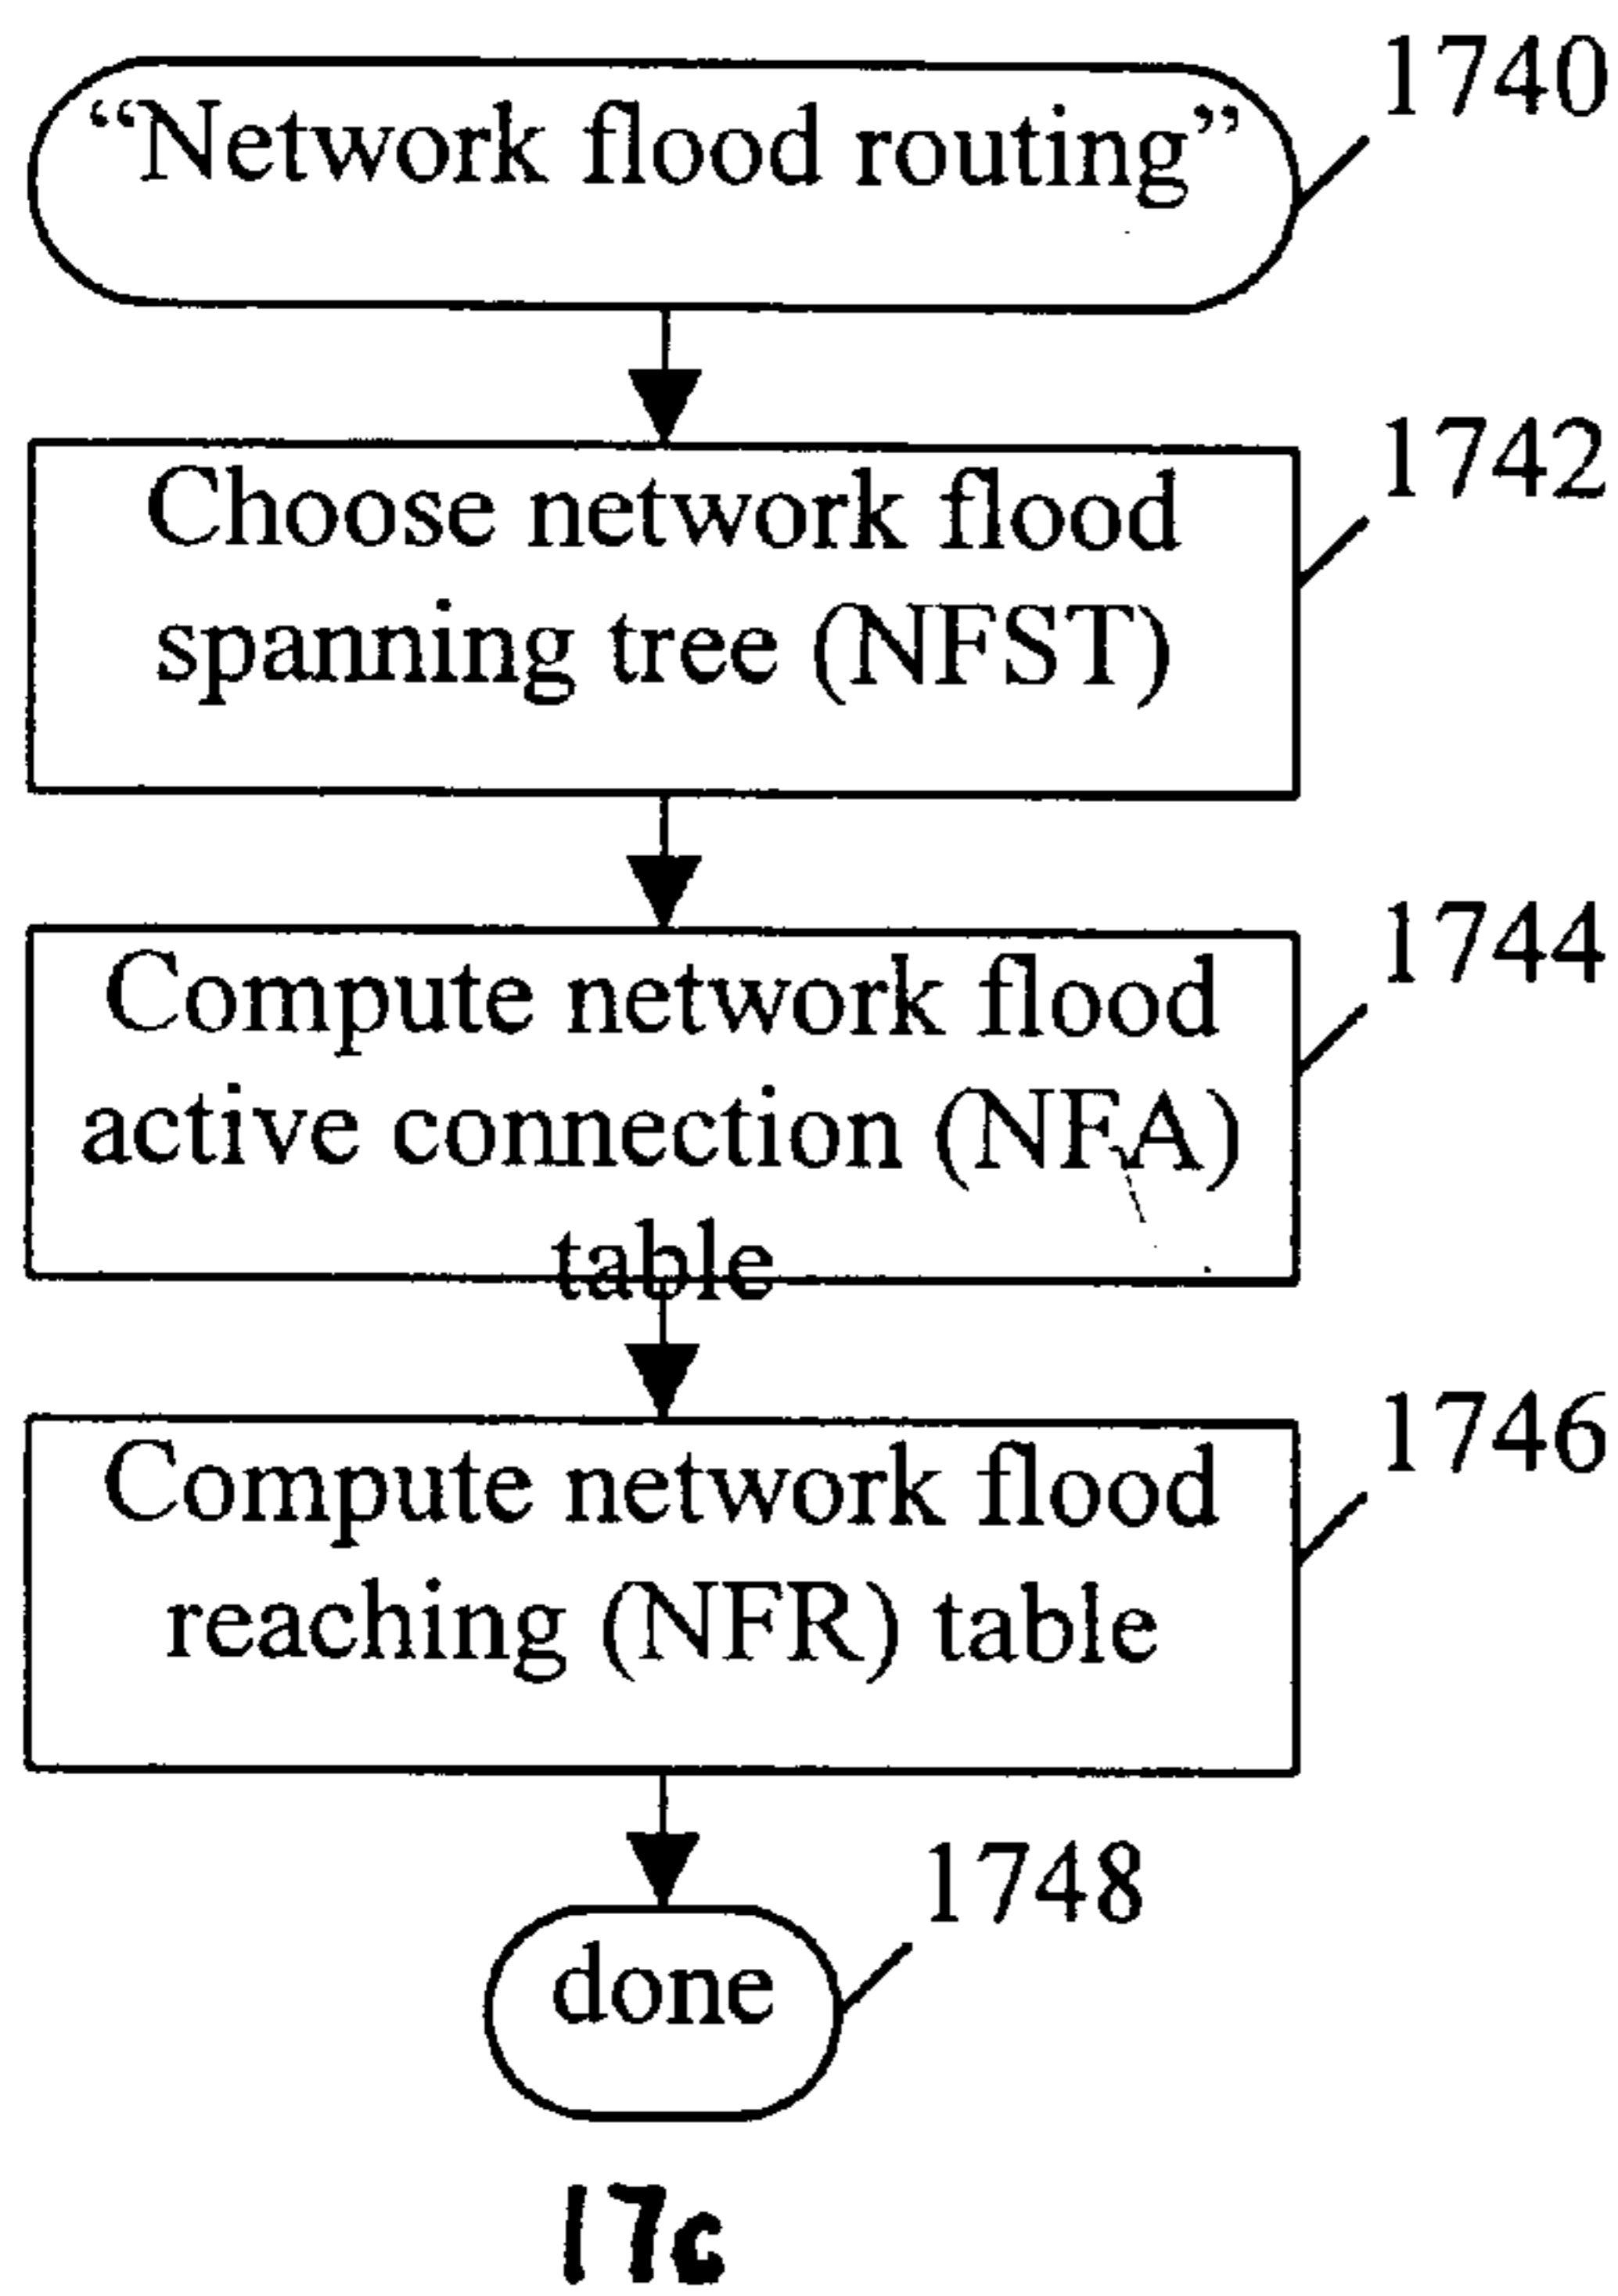 1740
“Network flood routing”
1742
Choose network flood
spanning tree (NFST)
1744
Compute network flood
active connection (NFA)
table
1746
Compute network flood
reaching (NFR) table
1748
done
17c